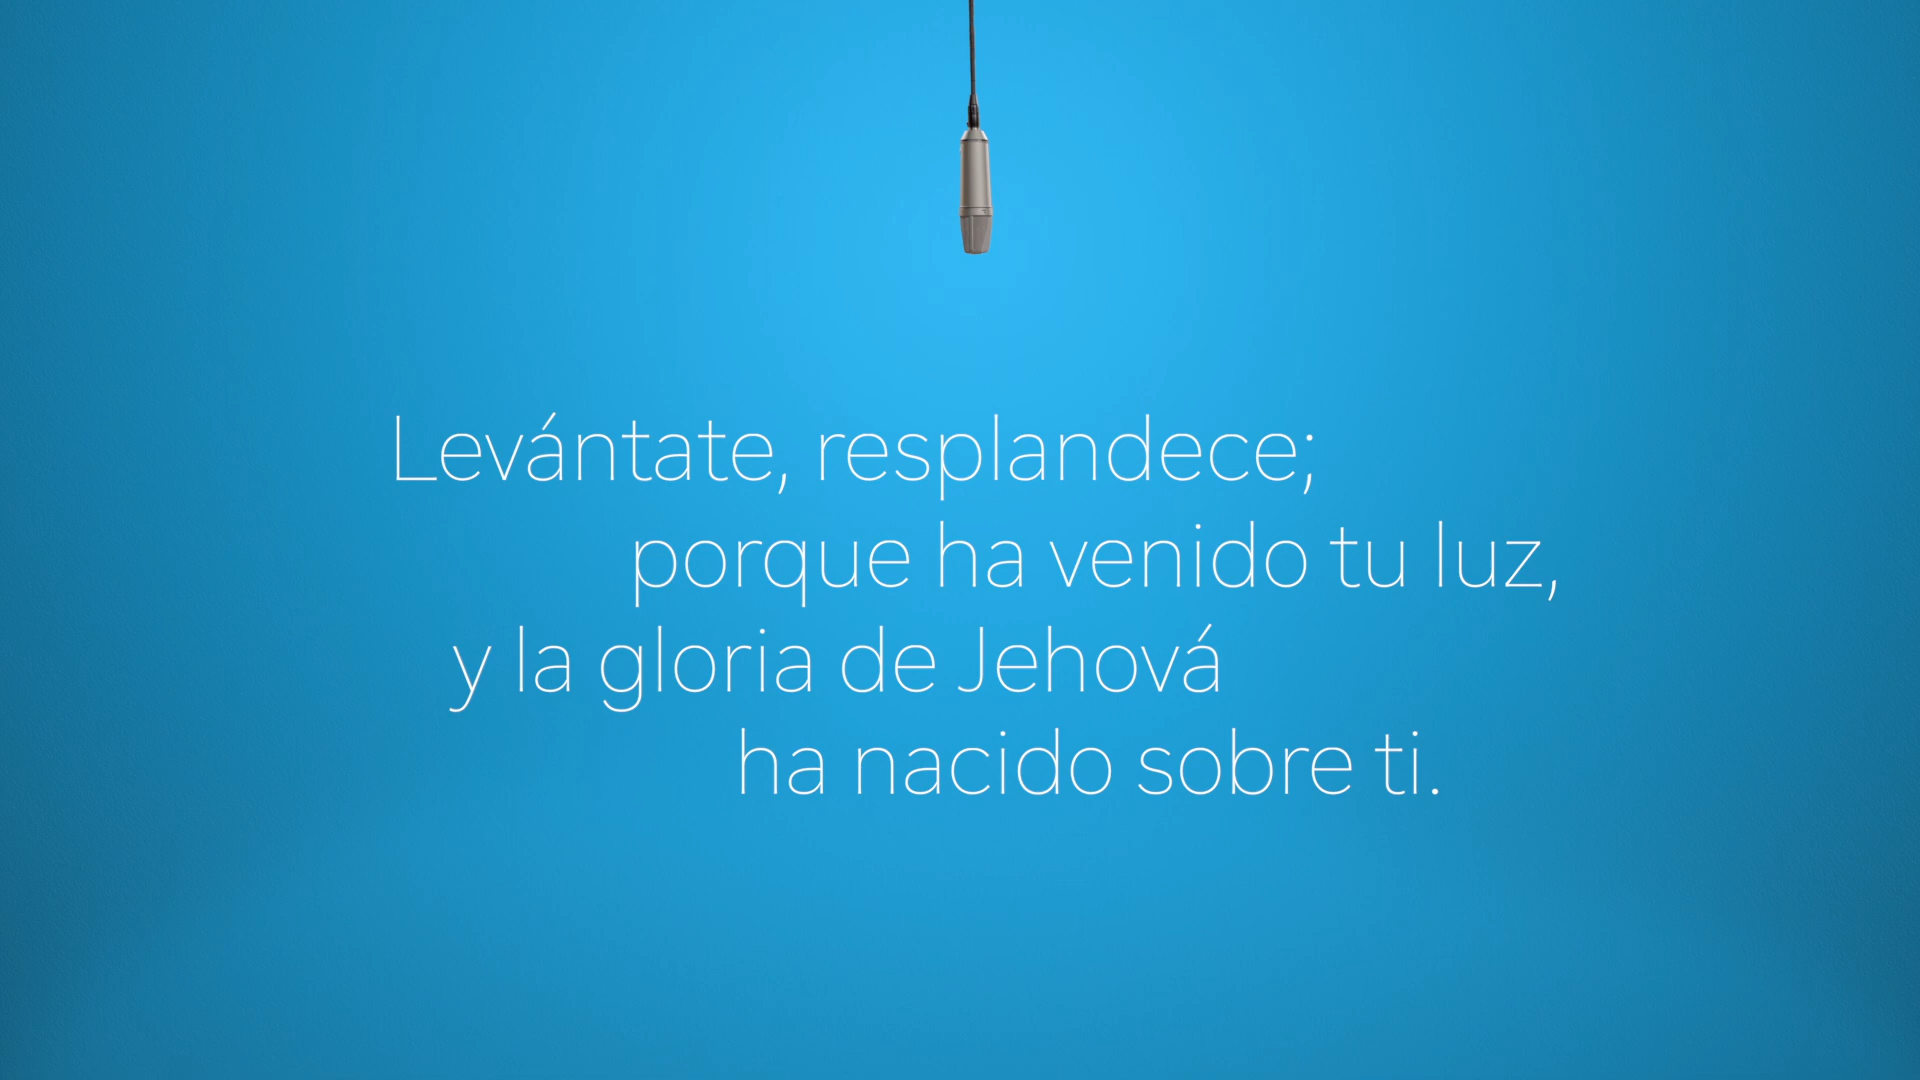 Levántate, resplandece;
porque ha venido tu luz,
y la gloria de Jehová
ha nacido sobre ti.